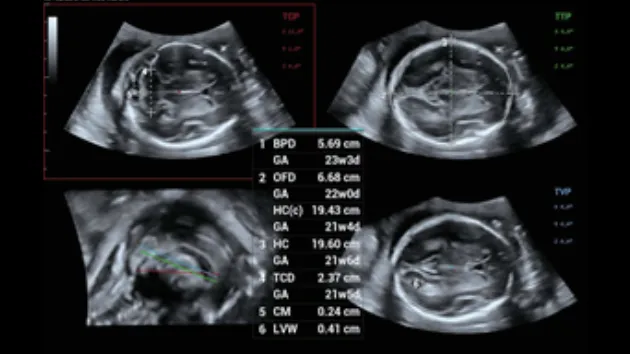 TCP
TTP
1 BPD 5.69 cm
GA 23w3d
2 OFD 6.68 cm
GA 22w0d
HC(c) 19.43 cm
GA 21w4d
3 HC 19.60 cm
GA 21w6d
4 TCD 2.37 cm
GA 21w5d
5 CM 0.24 cm
6 LVW 0.41 cm
TVP